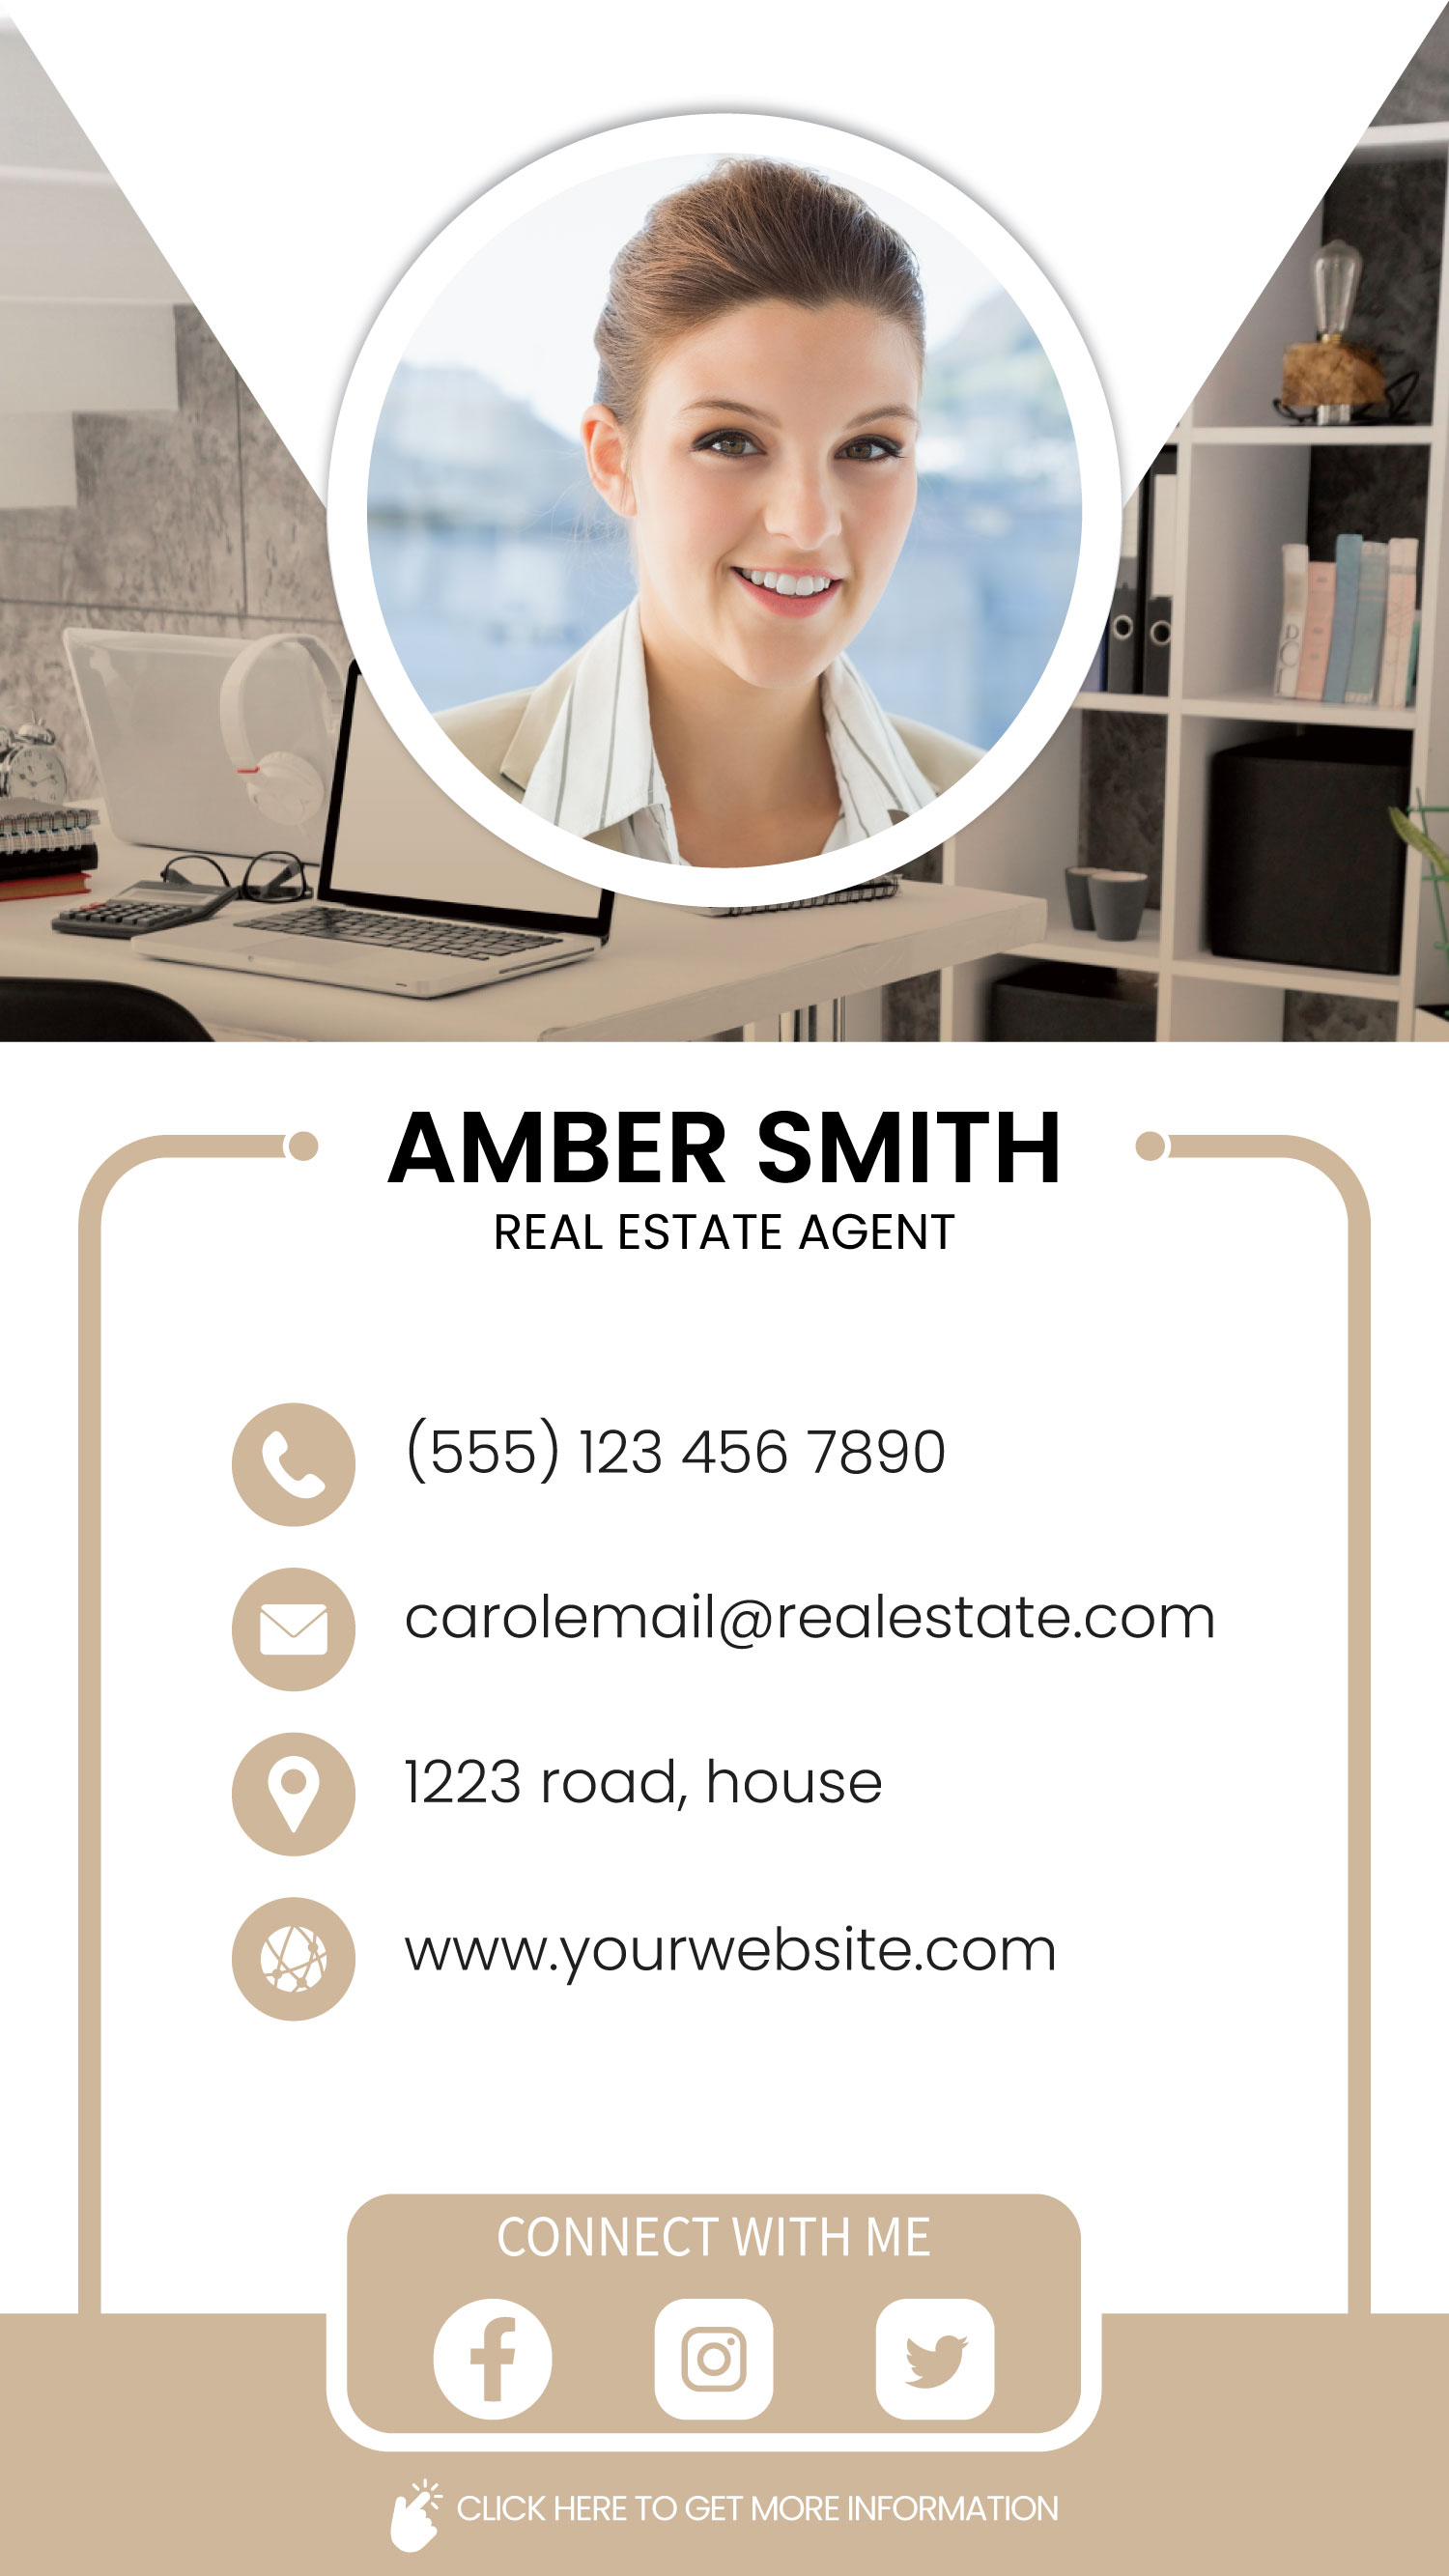 AMBER SMITH
REAL ESTATE AGENT
(555) 123 456 7890
carolemail@realestate.com
1223 road, house
www.yourwebsite.com
CONNECT WITH ME
CLICK HERE TO GET MORE INFORMATION